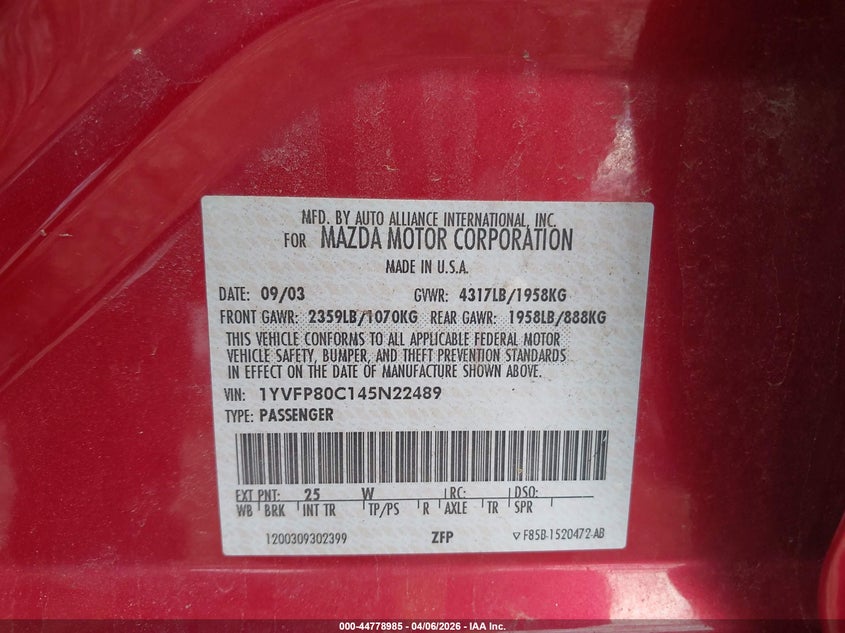 MFD. BY AUTO ALLIANCE INTERNATIONAL, INC.
FOR MAZDA MOTOR CORPORATION
MADE IN U.S.A.
DATE: 09/03 GVWR: 4317LB/1958KG
FRONT GAWR: 2359LB/1070KG REAR GAWR: 1958LB/888KG
THIS VEHICLE CONFORMS TO ALL APPLICABLE FEDERAL MOTOR
VEHICLE SAFETY, BUMPER, AND THEFT PREVENTION STANDARDS
IN EFFECT ON THE DATE OF MANUFACTURE SHOWN ABOVE.
VIN: 1YVFP80C145N22489
TYPE: PASSENGER
EXT PNT: 25 W RC: DSO:
WB BRK INT TR TP/PS R AXLE TR SPR
1200309302399 ZFP ▽ F85B-1520472-AB
000-44778985 - 04/06/2026 - IAA Inc.